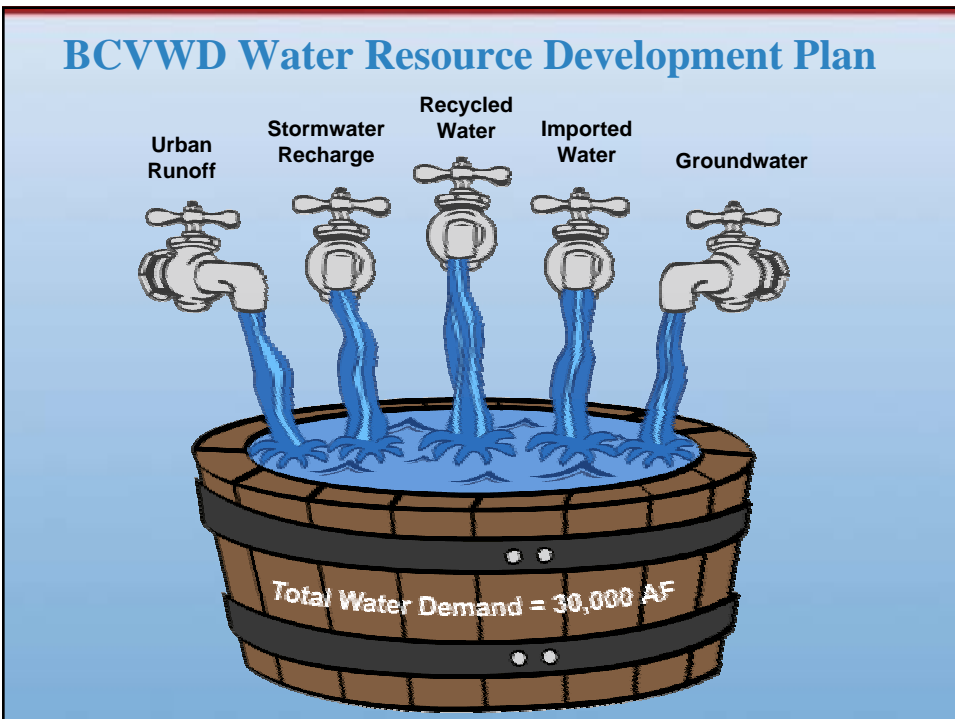 BCVWD Water Resource Development Plan
Urban
Runoff
Stormwater
Recharge
Recycled
Water
Imported
Water
Groundwater
Total Water Demand = 30,000 AF